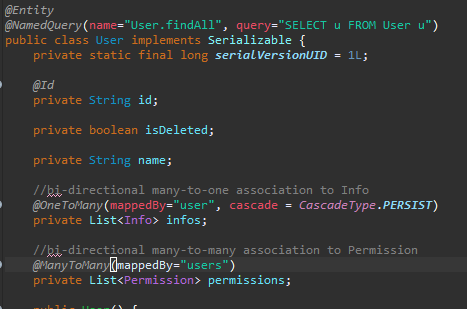 @Entity
@NamedQuery(name="User.findAll", query="SELECT u FROM User u")
public class User implements Serializable {
private static final long serialVersionUID = 1L;
@Id
private String id;
private boolean isDeleted;
private String name;
//bi-directional many-to-one association to Info
@OneToMany(mappedBy="user", cascade = CascadeType.PERSIST)
private List<Info> infos;
//bi-directional many-to-many association to Permission
@ManyToMany(mappedBy="users")
private List<Permission> permissions;
public User() {